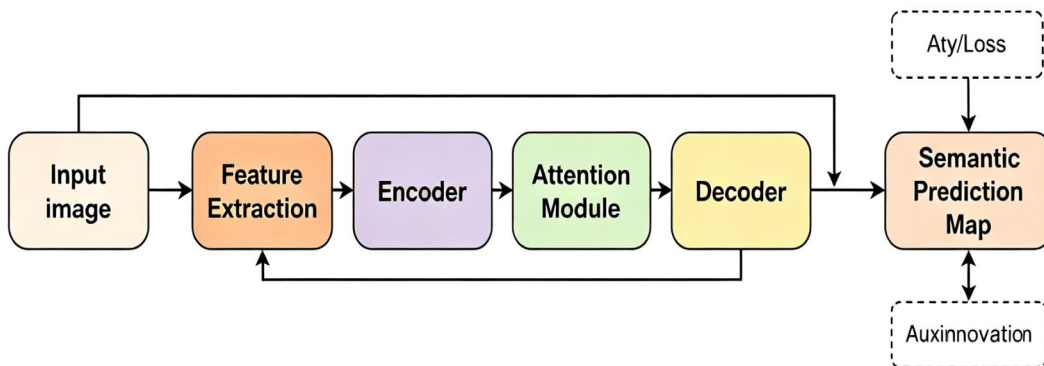 Aty/Loss
Input
image
Feature
Extraction
Encoder
Attention
Module
Decoder
Semantic
Prediction
Map
Auxinnovation